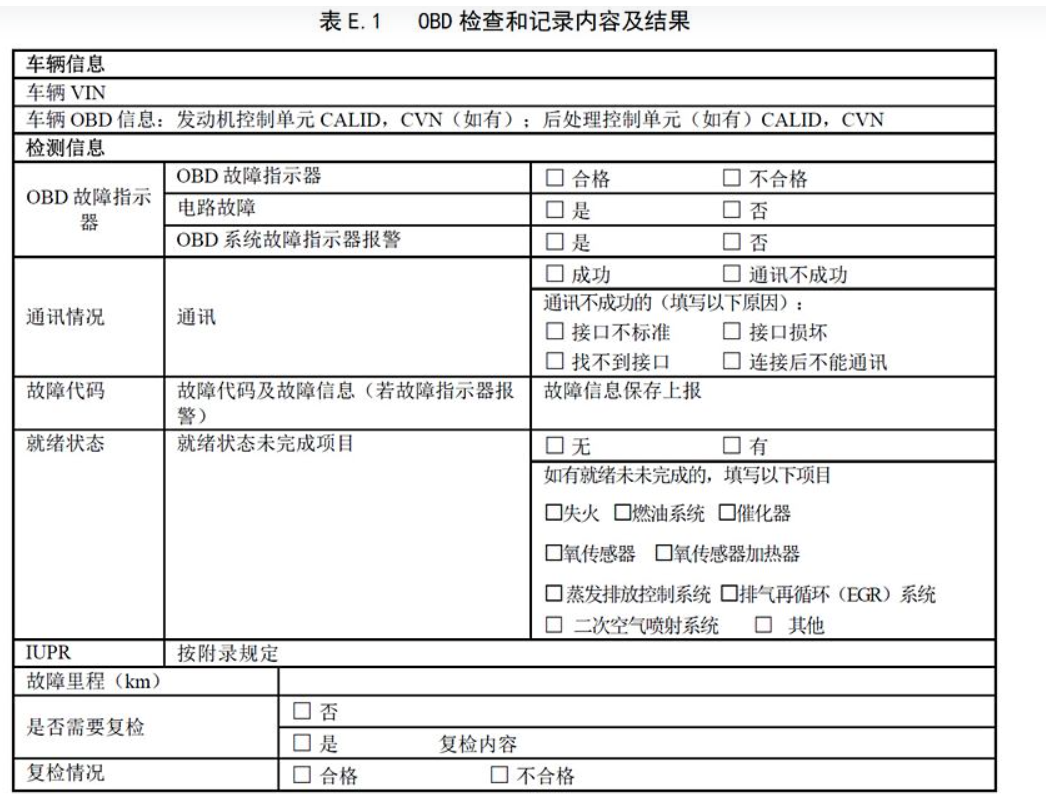 表 E.1 OBD 检查和记录内容及结果
车辆信息
车辆 VIN
车辆 OBD 信息：发动机控制单元 CALID，CVN（如有）；后处理控制单元（如有）CALID，CVN
检测信息
OBD 故障指示
器
OBD 故障指示器
□ 合格 □ 不合格
电路故障
□ 是 □ 否
OBD 系统故障指示器报警
□ 是 □ 否
通讯情况
通讯
□ 成功 □ 通讯不成功
通讯不成功的（填写以下原因）：
□ 接口不标准 □ 接口损坏
□ 找不到接口 □ 连接后不能通讯
故障代码
故障代码及故障信息（若故障指示器报
警）
故障信息保存上报
就绪状态
就绪状态未完成项目
□ 无 □ 有
如有就绪未未完成的，填写以下项目
□失火 □燃油系统 □催化器
□氧传感器 □氧传感器加热器
□蒸发排放控制系统 □排气再循环（EGR）系统
□ 二次空气喷射系统 □ 其他
IUPR
按附录规定
故障里程（km）
是否需要复检
□ 否
□ 是 复检内容
复检情况
□ 合格 □ 不合格